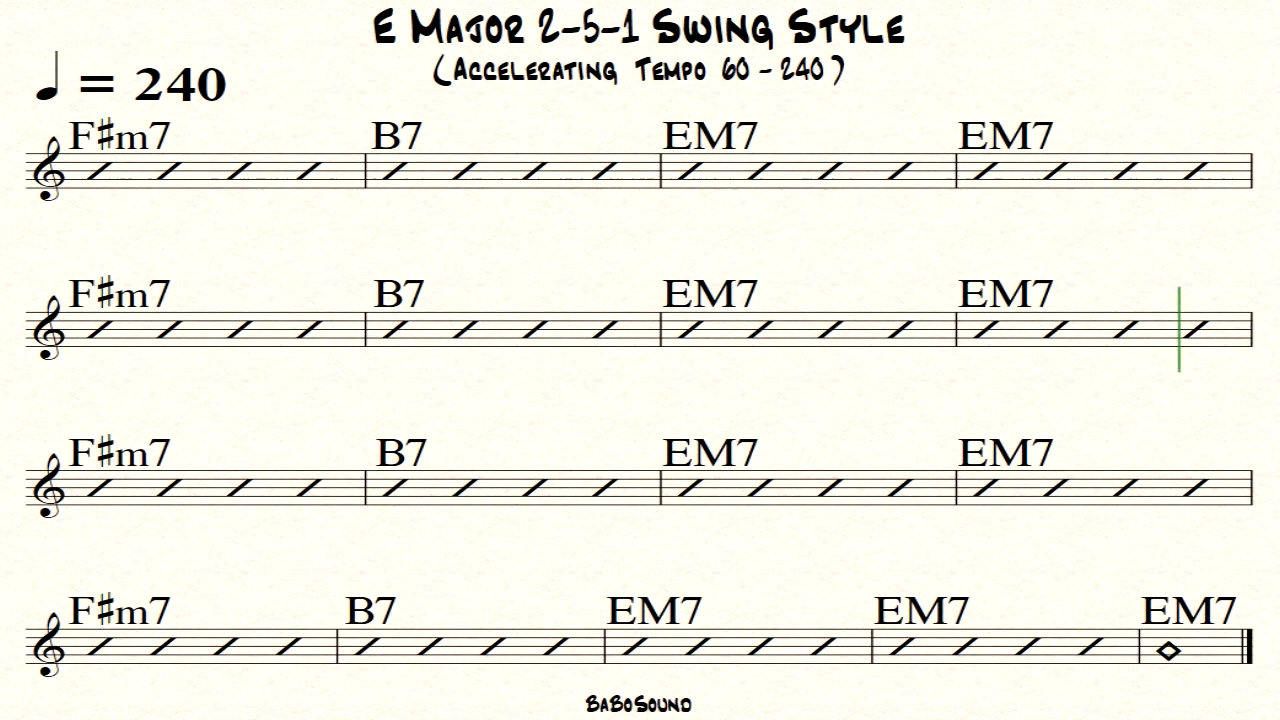 E Major 2-5-1 Swing Style
(Accelerating Tempo 60 - 240)
♩ = 240
F♯m7 B7 EM7 EM7
F♯m7 B7 EM7 EM7
F♯m7 B7 EM7 EM7
F♯m7 B7 EM7 EM7 EM7
BaBoSound